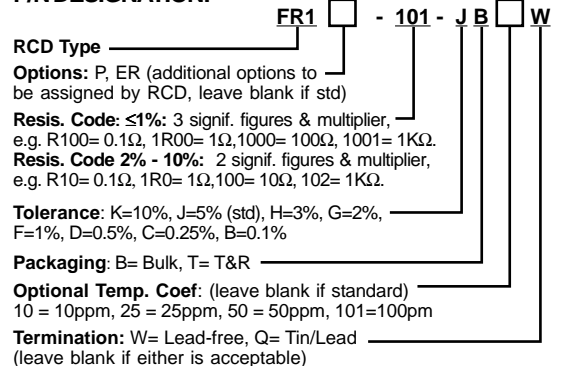 P/N DESIGNATION:
FR1 □ - 101 - J B □ W
RCD Type
Options: P, ER (additional options to
be assigned by RCD, leave blank if std)
Resis. Code: ≤1%: 3 signif. figures & multiplier,
e.g. R100= 0.1Ω, 1R00= 1Ω,1000= 100Ω, 1001= 1KΩ.
Resis. Code 2% - 10%: 2 signif. figures & multiplier,
e.g. R10= 0.1Ω, 1R0= 1Ω,100= 10Ω, 102= 1KΩ.
Tolerance: K=10%, J=5% (std), H=3%, G=2%,
F=1%, D=0.5%, C=0.25%, B=0.1%
Packaging: B= Bulk, T= T&R
Optional Temp. Coef: (leave blank if standard)
10 = 10ppm, 25 = 25ppm, 50 = 50ppm, 101=100pm
Termination: W= Lead-free, Q= Tin/Lead
(leave blank if either is acceptable)